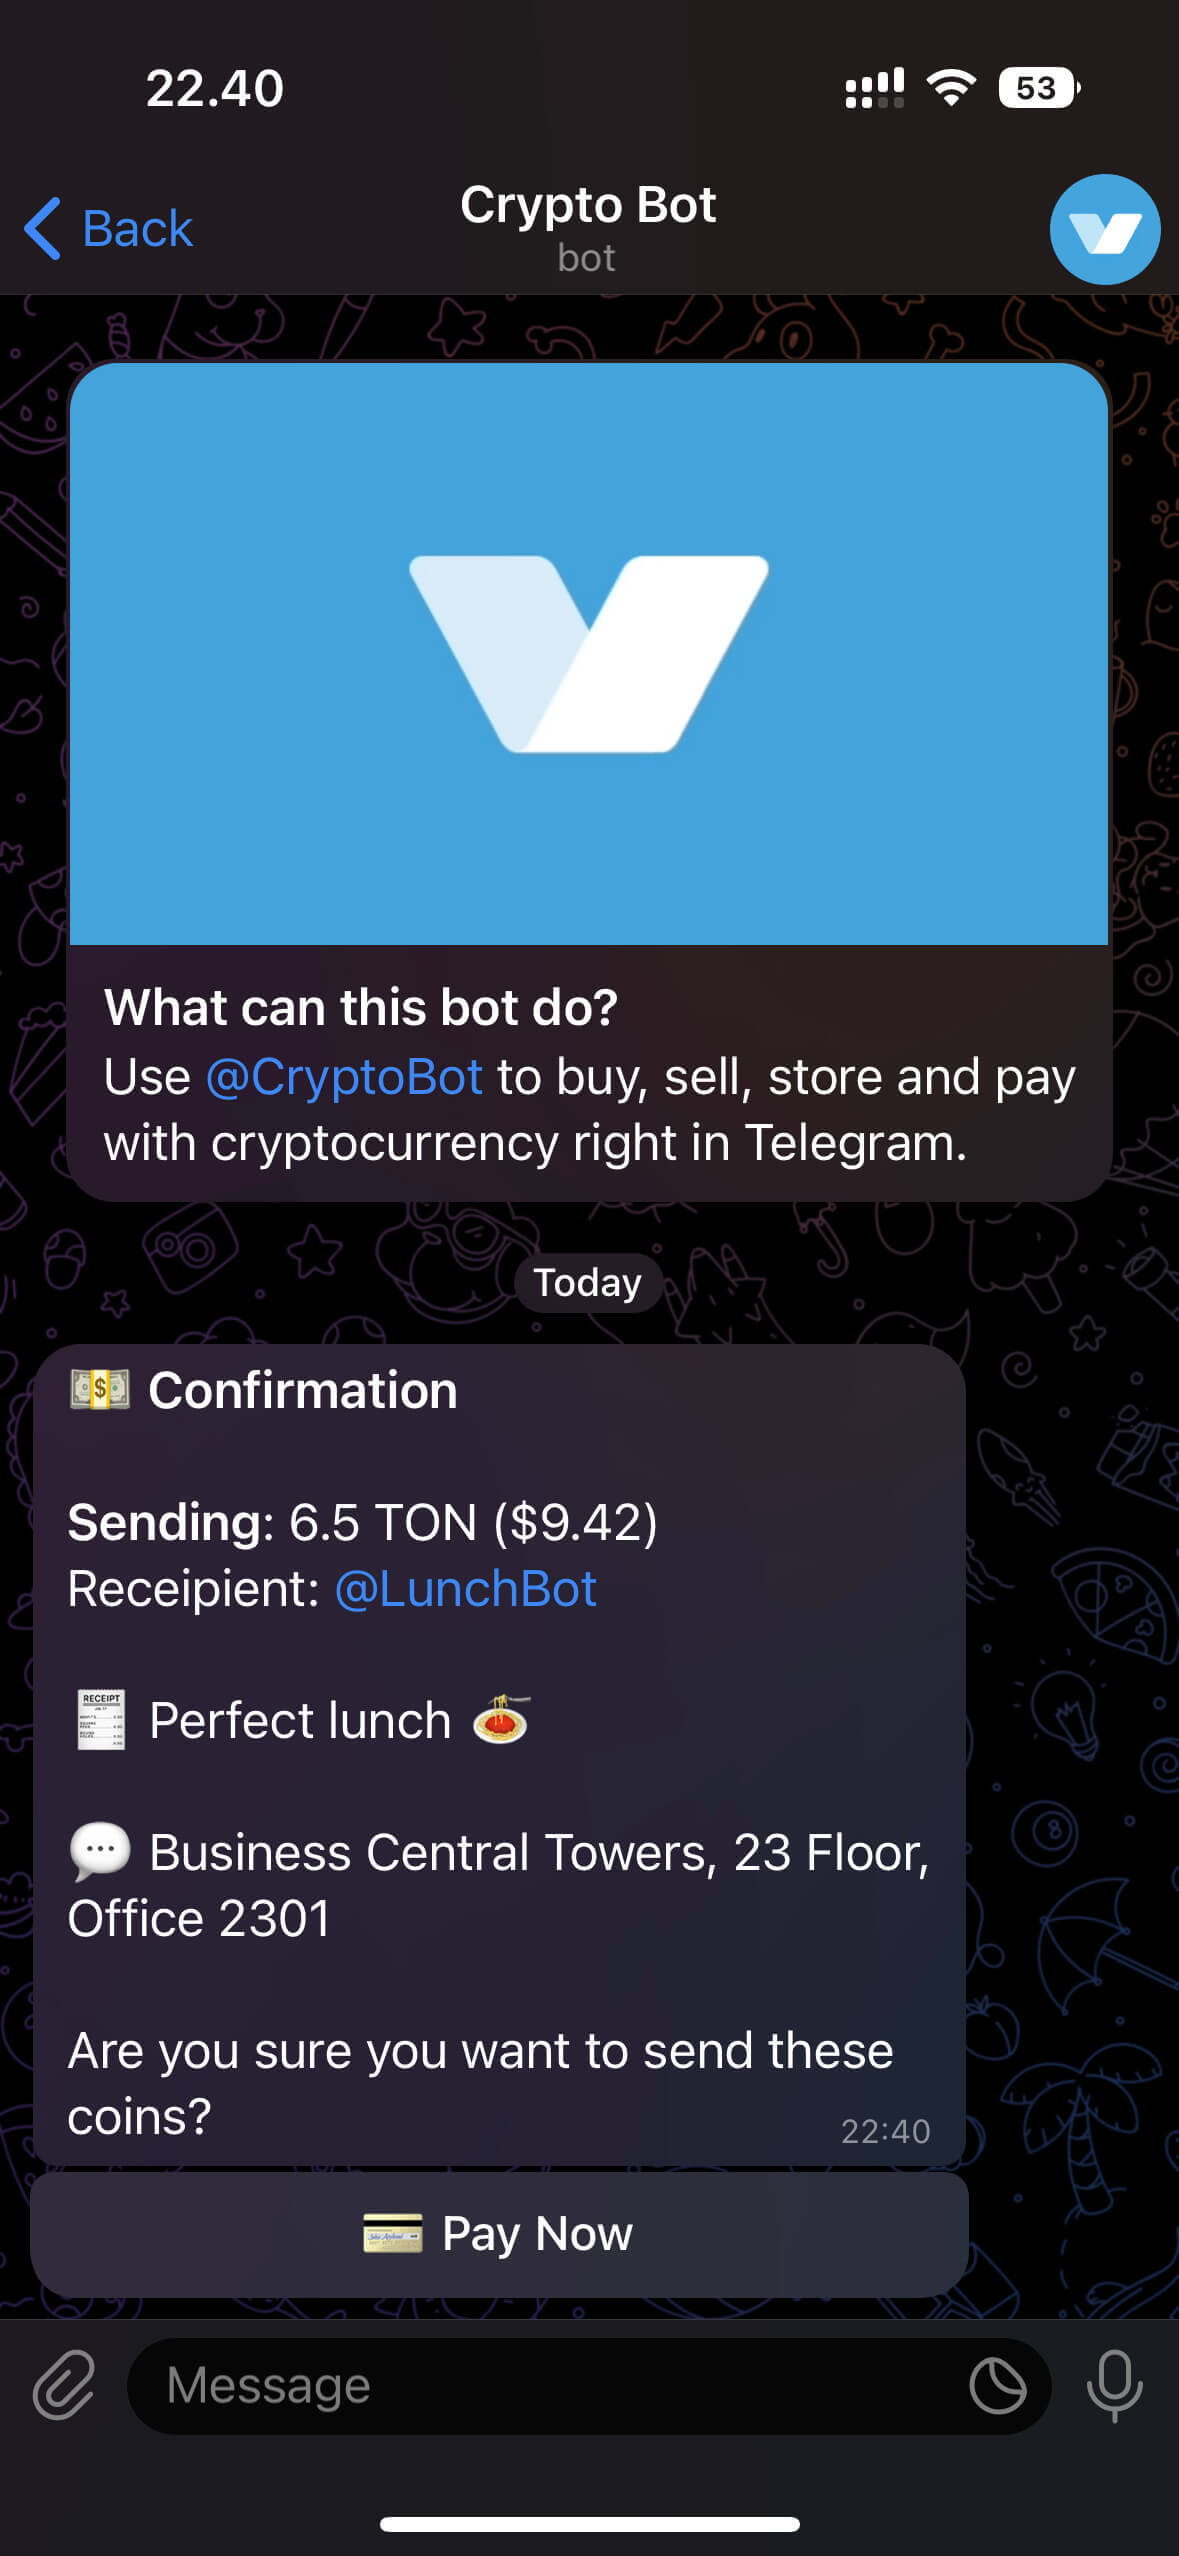 22.40
53
Back
Crypto Bot
bot
What can this bot do?
Use @CryptoBot to buy, sell, store and pay
with cryptocurrency right in Telegram.
Today
💵 Confirmation
Sending: 6.5 TON ($9.42)
Receipient: @LunchBot
🧾 Perfect lunch 🍝
💬 Business Central Towers, 23 Floor,
Office 2301
Are you sure you want to send these
coins?
22:40
💳 Pay Now
Message